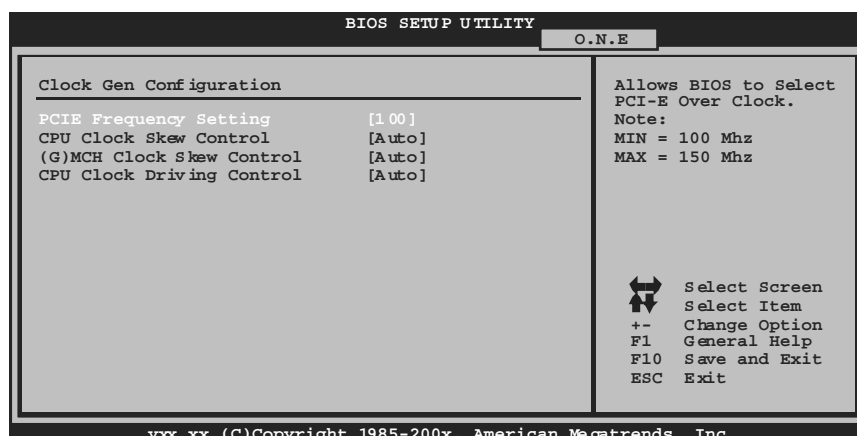 BIOS SETUP UTILITY
O.N.E
Clock Gen Configuration
PCIE Frequency Setting [100]
CPU Clock Skew Control [Auto]
(G)MCH Clock Skew Control [Auto]
CPU Clock Driving Control [Auto]
Allows BIOS to Select
PCI-E Over Clock.
Note:
MIN = 100 Mhz
MAX = 150 Mhz
Select Screen
Select Item
+- Change Option
F1 General Help
F10 Save and Exit
ESC Exit
vxx.xx (C)Copyright 1985-200x, American Megatrends, Inc.